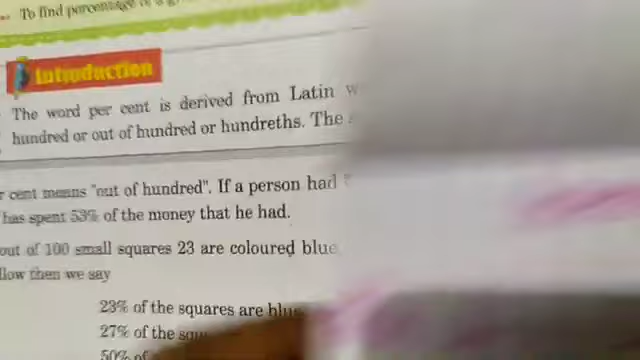 To find percentage
Introduction
The word per cent is derived from Latin
hundred or out of hundred or hundreths. The
r cent means "out of hundred". If a person had
has spent 53% of the money that he had.
out of 100 small squares 23 are coloured blue
llow then we say
23% of the squares are blue
27% of the squ
50% of